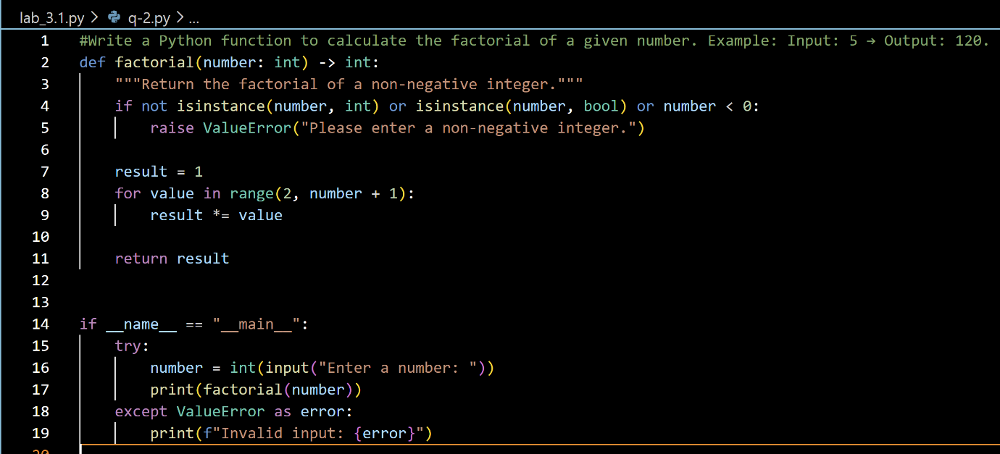 lab_3.1.py > q-2.py > ...
1 #Write a Python function to calculate the factorial of a given number. Example: Input: 5 → Output: 120.
2 def factorial(number: int) -> int:
3     """Return the factorial of a non-negative integer."""
4     if not isinstance(number, int) or isinstance(number, bool) or number < 0:
5         raise ValueError("Please enter a non-negative integer.")
6
7     result = 1
8     for value in range(2, number + 1):
9         result *= value
10
11     return result
12
13
14 if __name__ == "__main__":
15     try:
16         number = int(input("Enter a number: "))
17         print(factorial(number))
18     except ValueError as error:
19         print(f"Invalid input: {error}")
20